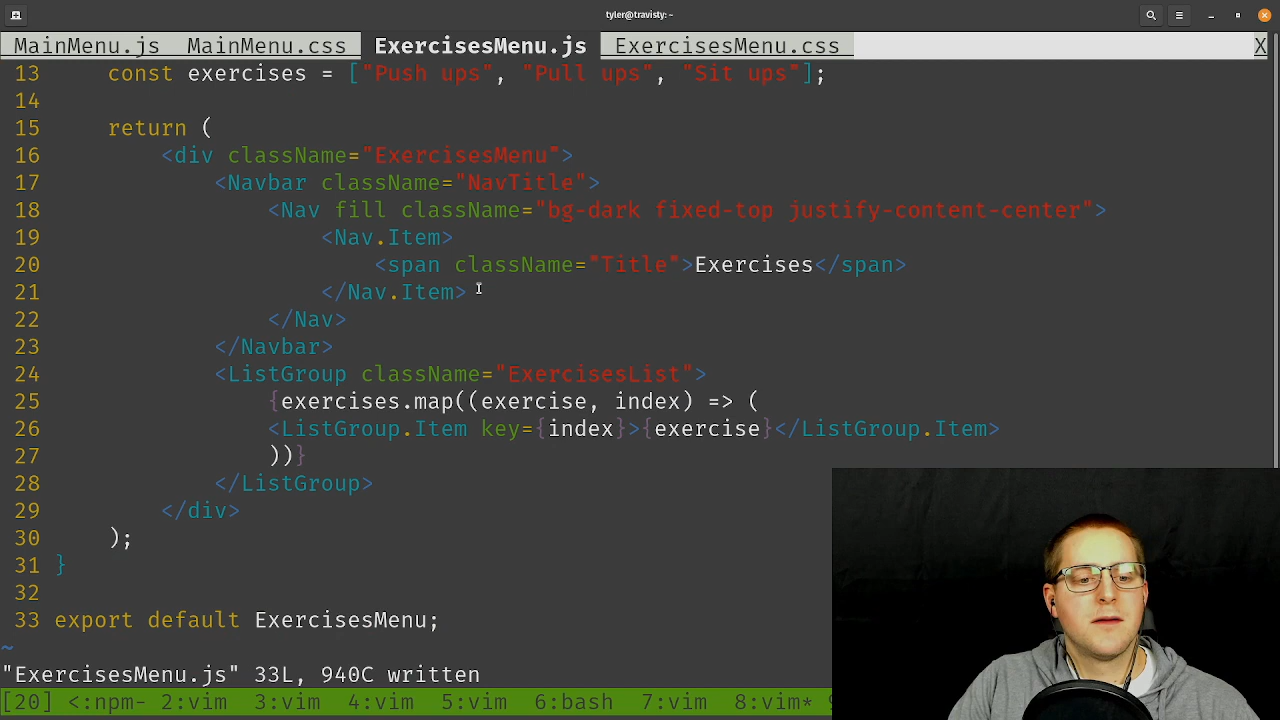 tyler@travisty: ~
MainMenu.js MainMenu.css ExercisesMenu.js ExercisesMenu.css X
13 const exercises = ["Push ups", "Pull ups", "Sit ups"];
14
15 return (
16 <div className="ExercisesMenu">
17 <Navbar className="NavTitle">
18 <Nav fill className="bg-dark fixed-top justify-content-center">
19 <Nav.Item>
20 <span className="Title">Exercises</span>
21 </Nav.Item>
22 </Nav>
23 </Navbar>
24 <ListGroup className="ExercisesList">
25 {exercises.map((exercise, index) => (
26 <ListGroup.Item key={index}>{exercise}</ListGroup.Item>
27 ))}
28 </ListGroup>
29 </div>
30 );
31 }
32
33 export default ExercisesMenu;
~
"ExercisesMenu.js" 33L, 940C written
[20] <:npm- 2:vim 3:vim 4:vim 5:vim 6:bash 7:vim 8:vim*